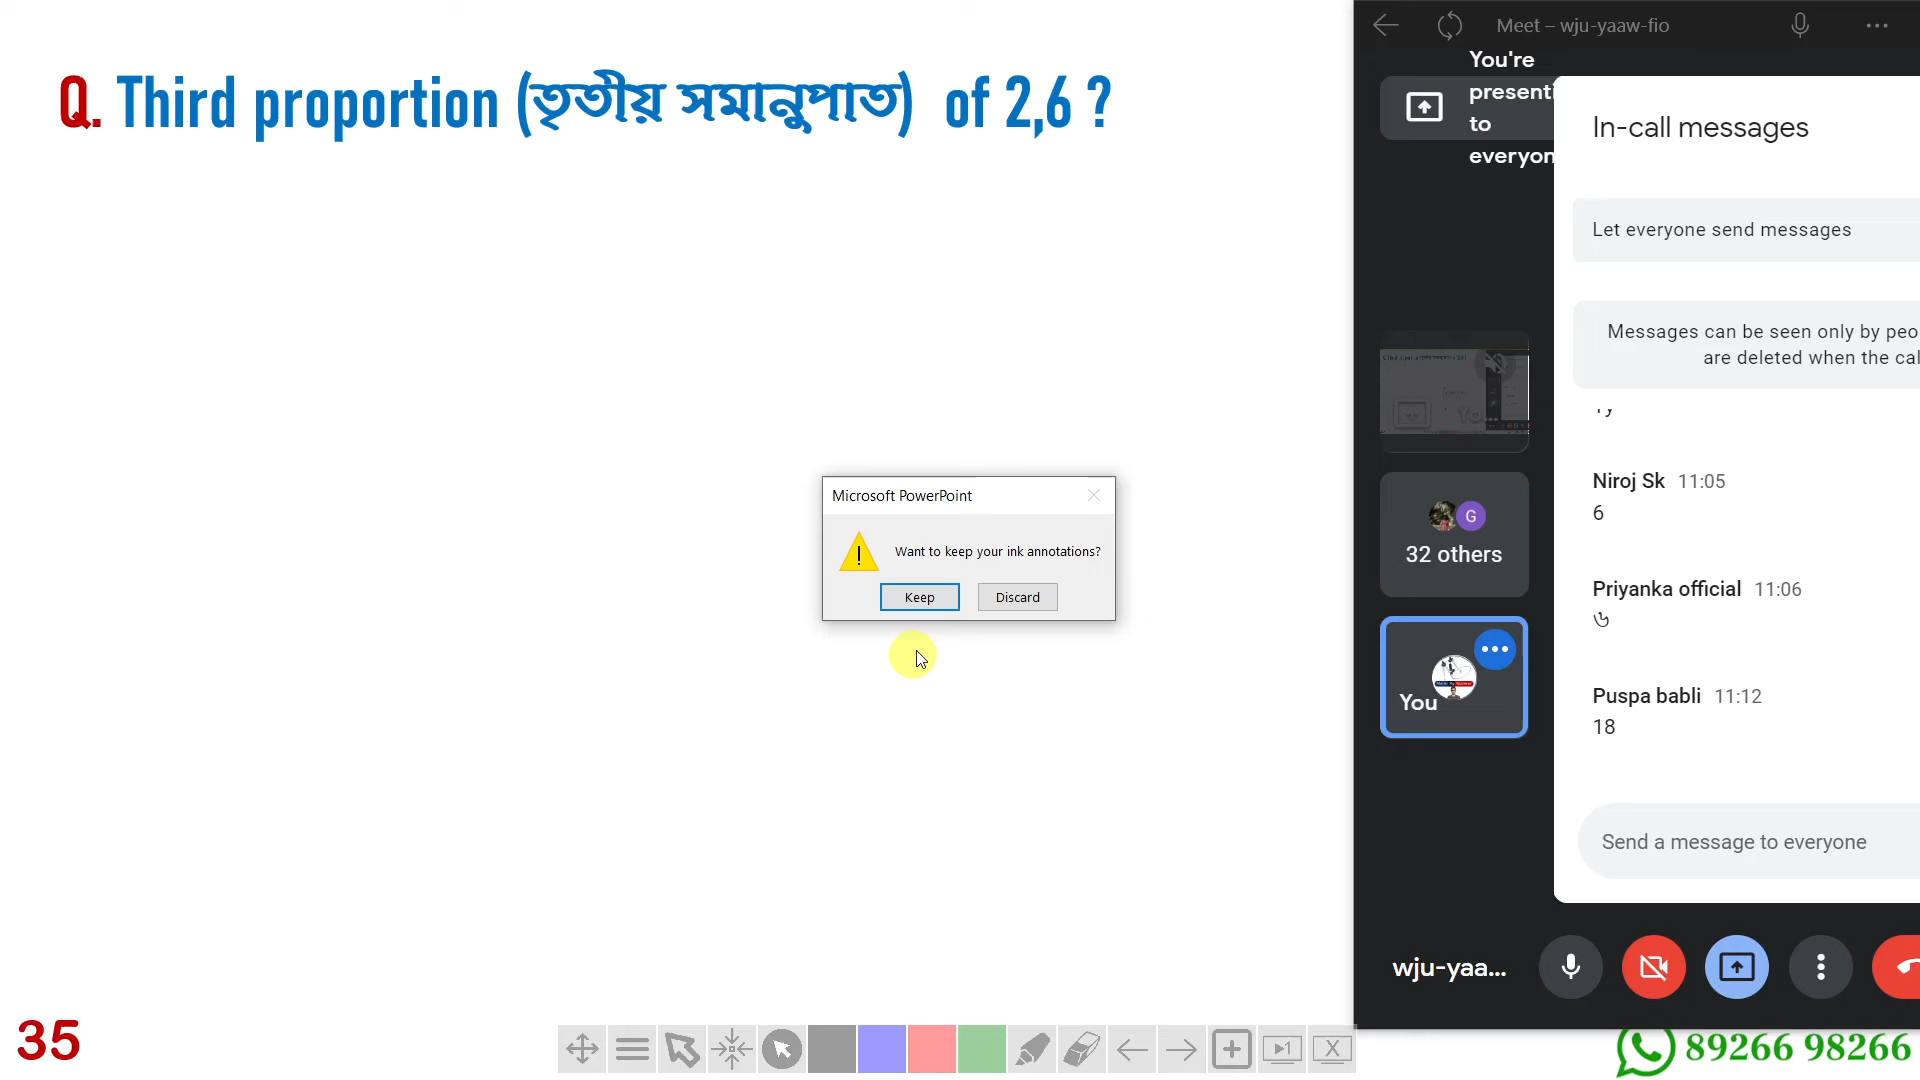 Q. Third proportion (তৃতীয় সমানুপাত) of 2,6 ?
Meet – wju-yaaw-fio
You're
presenti
to
everyon
In-call messages
Let everyone send messages
Messages can be seen only by peo
are deleted when the cal
Niroj Sk 11:05
6
Microsoft PowerPoint
Want to keep your ink annotations?
Keep
Discard
G
32 others
Priyanka official 11:06
৬
You
Puspa babli 11:12
18
Send a message to everyone
wju-yaa...
35
89266 98266